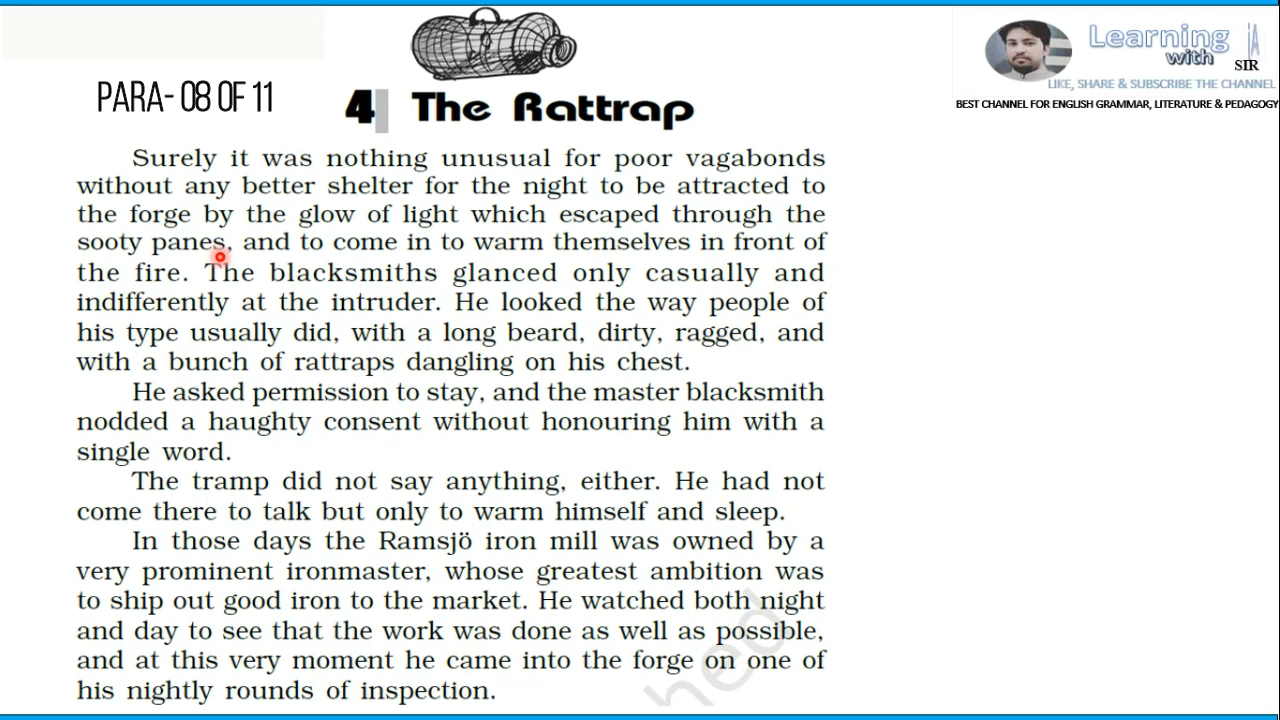 PARA- 08 OF 11
4 The Rattrap
Learning
with
SIR
LIKE, SHARE & SUBSCRIBE THE CHANNEL
BEST CHANNEL FOR ENGLISH GRAMMAR, LITERATURE & PEDAGOGY
Surely it was nothing unusual for poor vagabonds
without any better shelter for the night to be attracted to
the forge by the glow of light which escaped through the
sooty panes, and to come in to warm themselves in front of
the fire. The blacksmiths glanced only casually and
indifferently at the intruder. He looked the way people of
his type usually did, with a long beard, dirty, ragged, and
with a bunch of rattraps dangling on his chest.
He asked permission to stay, and the master blacksmith
nodded a haughty consent without honouring him with a
single word.
The tramp did not say anything, either. He had not
come there to talk but only to warm himself and sleep.
In those days the Ramsjö iron mill was owned by a
very prominent ironmaster, whose greatest ambition was
to ship out good iron to the market. He watched both night
and day to see that the work was done as well as possible,
and at this very moment he came into the forge on one of
his nightly rounds of inspection.